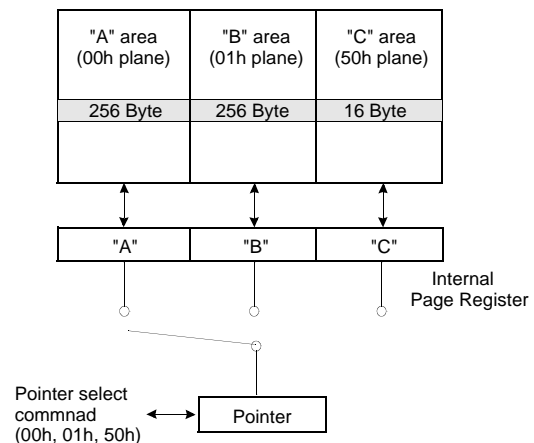 "A" area
(00h plane)
"B" area
(01h plane)
"C" area
(50h plane)
256 Byte
256 Byte
16 Byte
"A"
"B"
"C"
Internal
Page Register
Pointer select
commnad
(00h, 01h, 50h)
Pointer